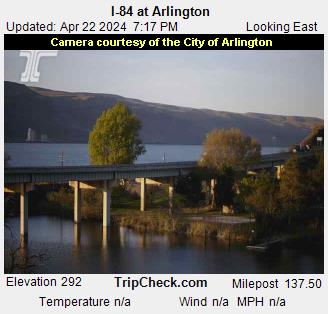 I-84 at Arlington
Updated: Apr 22 2024 7:17 PM Looking East
Camera courtesy of the City of Arlington
Elevation 292 TripCheck.com Milepost 137.50
Temperature n/a Wind n/a MPH n/a